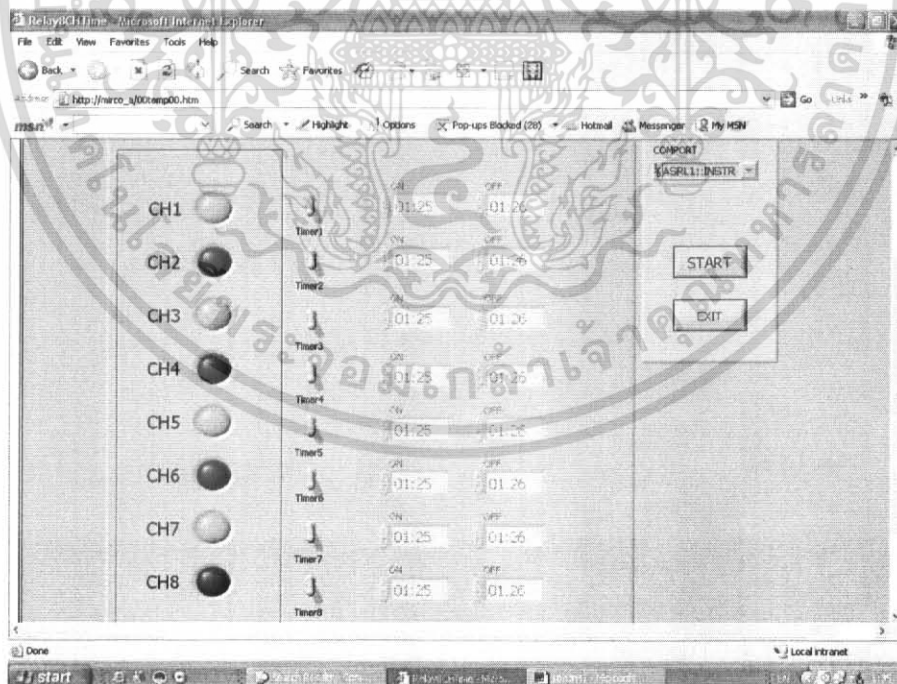 Relay8CHTime - Microsoft Internet Explorer
File Edit View Favorites Tools Help
Back Search Favorites
Address http://mirco_a/00temp00.htm Go Links »
msn Search Highlight Options Pop-ups Blocked (28) Hotmail Messenger My MSN
COMPORT
ASRL1::INSTR
ON OFF
CH1 01:25 01:26
Timer1
ON OFF
CH2 01:25 01:26
Timer2
START
ON OFF
CH3 01:25 01:26
Timer3
EXIT
ON OFF
CH4 01:25 01:26
Timer4
ON OFF
CH5 01:25 01:26
Timer5
ON OFF
CH6 01:25 01:26
Timer6
ON OFF
CH7 01:25 01:26
Timer7
ON OFF
CH8 01:25 01:26
Timer8
Done Local intranet
start EN